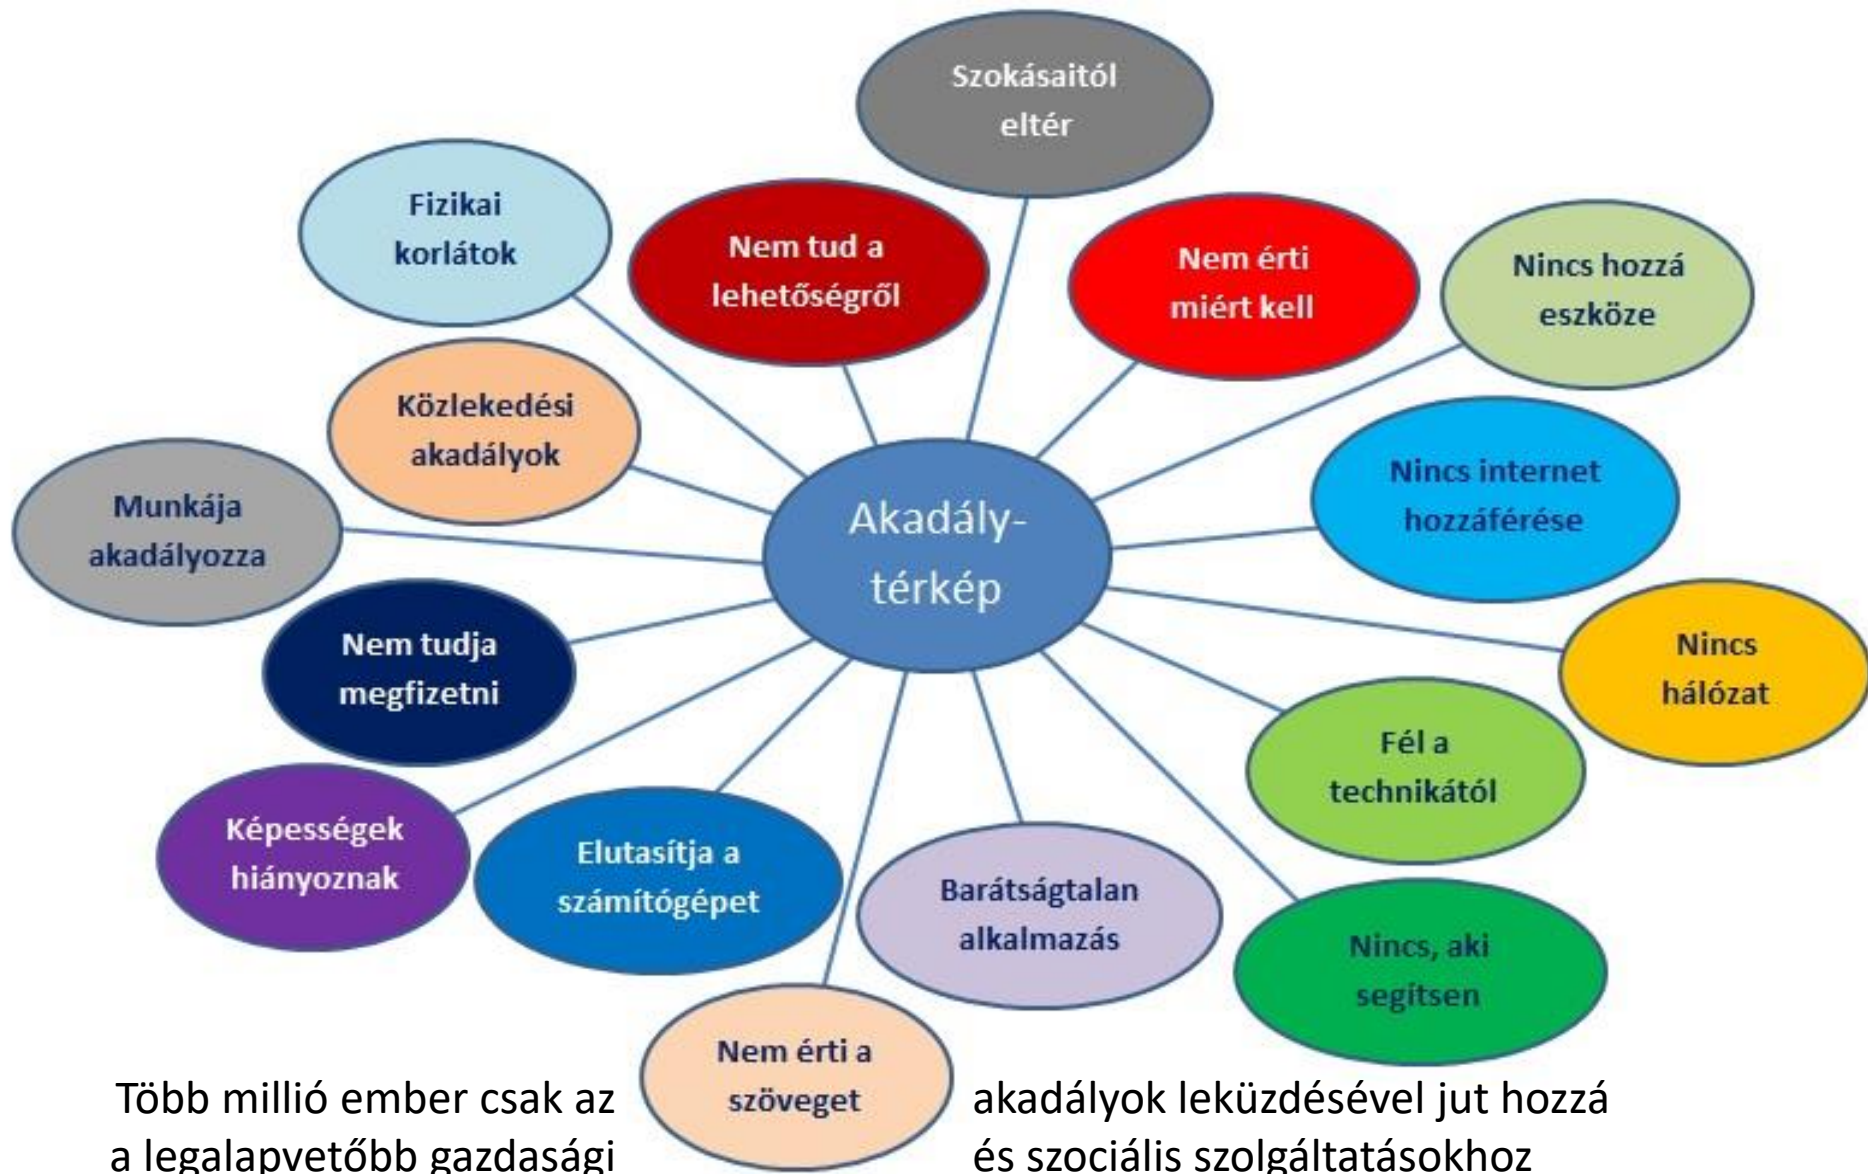 Szokásaitól
eltér
Fizikai
korlátok
Nem tud a
lehetőségről
Nem érti
miért kell
Nincs hozzá
eszköze
Közlekedési
akadályok
Nincs internet
hozzáférése
Munkája
akadályozza
Akadály-
térkép
Nem tudja
megfizetni
Nincs
hálózat
Fél a
technikától
Képességek
hiányoznak
Elutasítja a
számítógépet
Barátságtalan
alkalmazás
Nincs, aki
segítsen
Nem érti a
szöveget
Több millió ember csak az akadályok leküzdésével jut hozzá
a legalapvetőbb gazdasági és szociális szolgáltatásokhoz